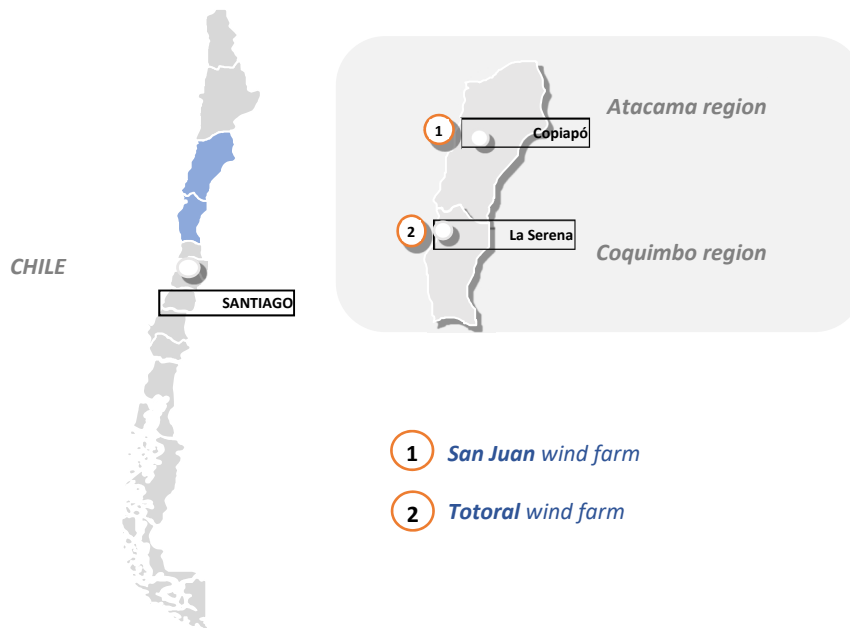 CHILE
SANTIAGO
Atacama region
1
Copiapó
2
La Serena
Coquimbo region
1 San Juan wind farm
2 Totoral wind farm